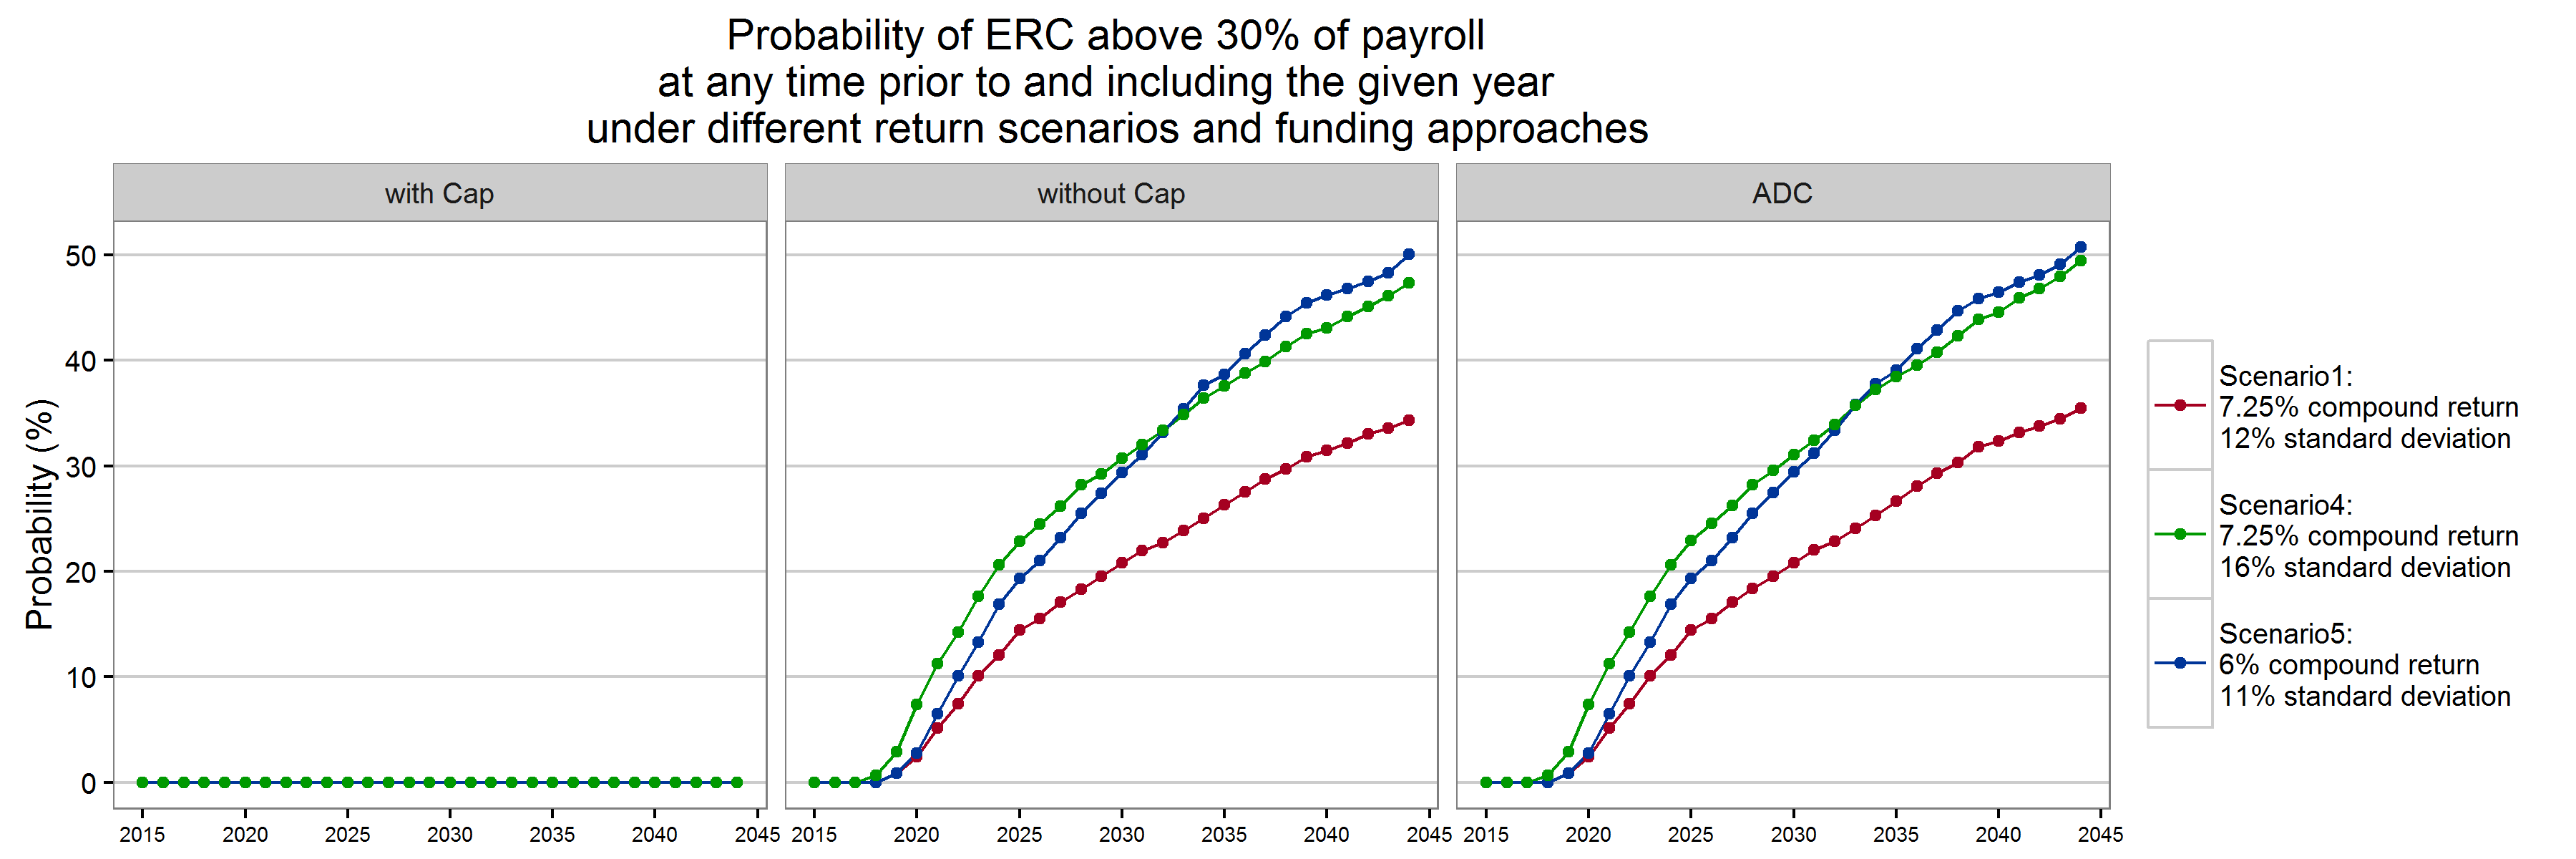 Probability of ERC above 30% of payroll
at any time prior to and including the given year
under different return scenarios and funding approaches
with Cap
without Cap
ADC
Probability (%)
50
40
30
20
10
0
2015 2020 2025 2030 2035 2040 2045
2015 2020 2025 2030 2035 2040 2045
2015 2020 2025 2030 2035 2040 2045
Scenario1:
7.25% compound return
12% standard deviation
Scenario4:
7.25% compound return
16% standard deviation
Scenario5:
6% compound return
11% standard deviation